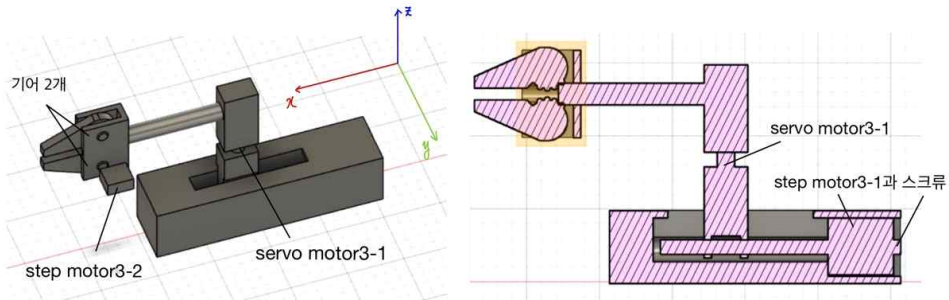 z
x
y
기어 2개
step motor3-2
servo motor3-1
servo motor3-1
step motor3-1과 스크류